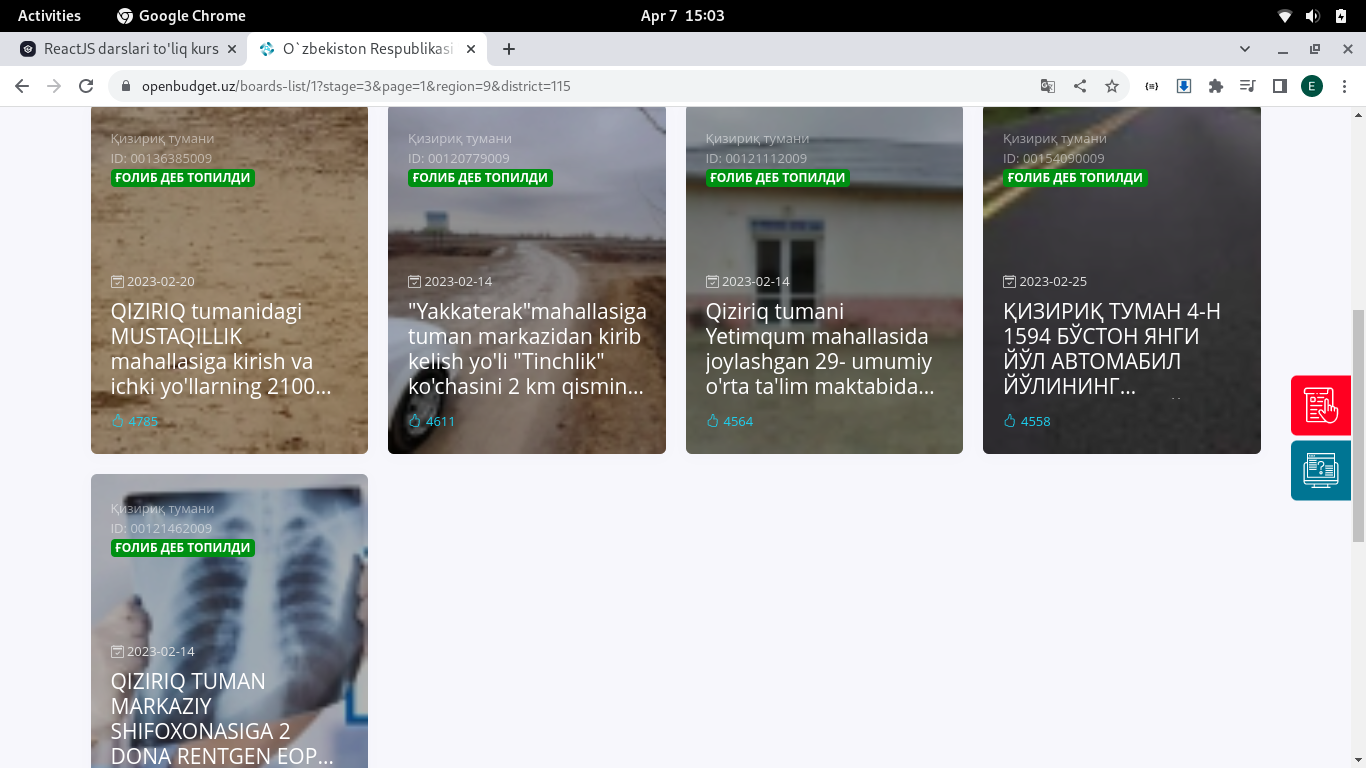 Activities
Google Chrome
Apr 7 15:03
ReactJS darslari to'liq kurs
O`zbekiston Respublikasi
openbudget.uz/boards-list/1?stage=3&page=1&region=9&district=115
Қизириқ тумани
ID: 00136385009
ҒОЛИБ ДЕБ ТОПИЛДИ
2023-02-20
QIZIRIQ tumanidagi
MUSTAQILLIK
mahallasiga kirish va
ichki yo'llarning 2100...
4785
Қизириқ тумани
ID: 00120779009
ҒОЛИБ ДЕБ ТОПИЛДИ
2023-02-14
"Yakkaterak"mahallasiga
tuman markazidan kirib
kelish yo'li "Tinchlik"
ko'chasini 2 km qismin...
4611
Қизириқ тумани
ID: 00121112009
ҒОЛИБ ДЕБ ТОПИЛДИ
2023-02-14
Qiziriq tumani
Yetimqum mahallasida
joylashgan 29- umumiy
o'rta ta'lim maktabida...
4564
Қизириқ тумани
ID: 00154090009
ҒОЛИБ ДЕБ ТОПИЛДИ
2023-02-25
ҚИЗИРИҚ ТУМАН 4-Н
1594 БЎСТОН ЯНГИ
ЙЎЛ АВТОМАБИЛ
ЙЎЛИНИНГ...
4558
Қизириқ тумани
ID: 00121462009
ҒОЛИБ ДЕБ ТОПИЛДИ
2023-02-14
QIZIRIQ TUMAN
MARKAZIY
SHIFOXONASIGA 2
DONA RENTGEN EOP...
E